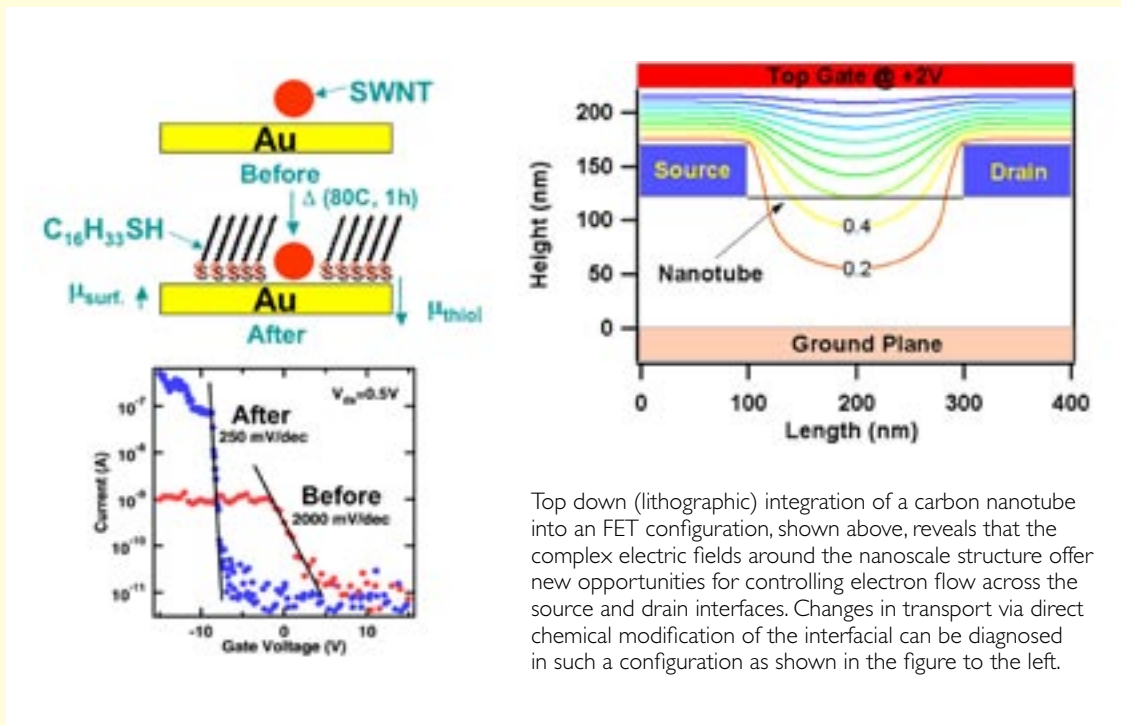 SWNT
Au
Before
Δ (80C, 1h)
C₁₆H₃₃SH
SSSSS SSSSS
μsurf.
Au
μthiol
After
Vds=0.5V
After
250 mV/dec
Before
2000 mV/dec
10⁻⁷
10⁻⁸
10⁻⁹
10⁻¹⁰
10⁻¹¹
Current (A)
-10 0 10
Gate Voltage (V)
Top Gate @ +2V
200
150
100
50
0
Height (nm)
Source
Drain
0.4
0.2
Nanotube
Ground Plane
0 100 200 300 400
Length (nm)
Top down (lithographic) integration of a carbon nanotube
into an FET configuration, shown above, reveals that the
complex electric fields around the nanoscale structure offer
new opportunities for controlling electron flow across the
source and drain interfaces. Changes in transport via direct
chemical modification of the interfacial can be diagnosed
in such a configuration as shown in the figure to the left.